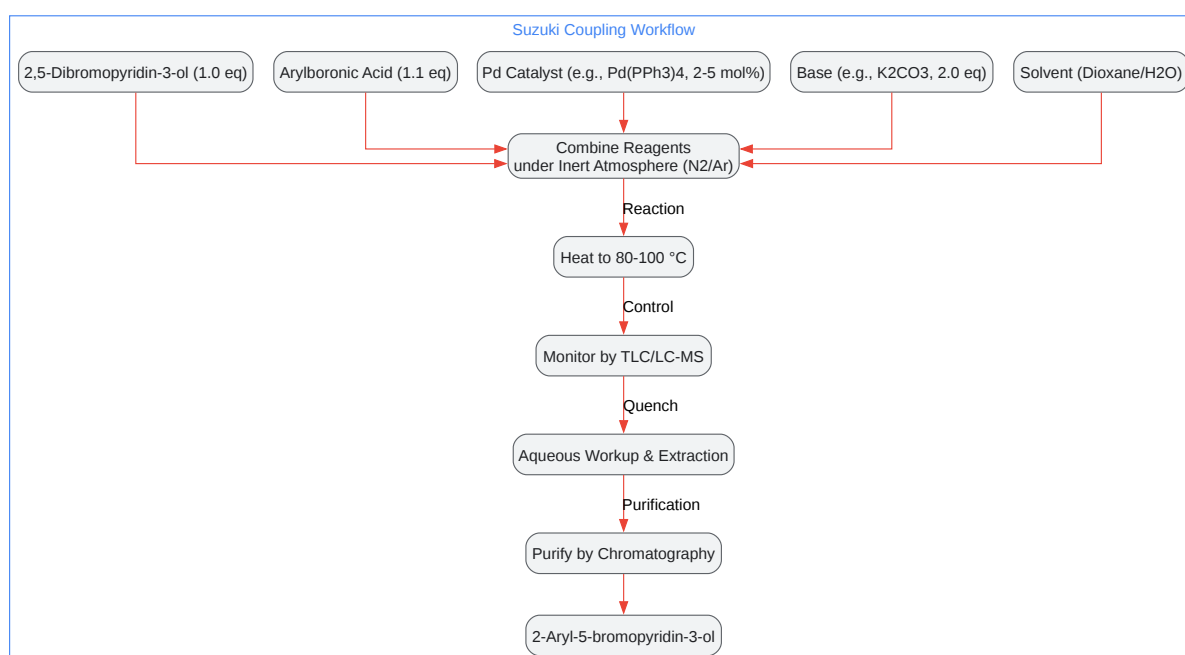 Suzuki Coupling Workflow
2,5-Dibromopyridin-3-ol (1.0 eq)
Arylboronic Acid (1.1 eq)
Pd Catalyst (e.g., Pd(PPh3)4, 2-5 mol%)
Base (e.g., K2CO3, 2.0 eq)
Solvent (Dioxane/H2O)
Combine Reagents
under Inert Atmosphere (N2/Ar)
Reaction
Heat to 80-100 °C
Control
Monitor by TLC/LC-MS
Quench
Aqueous Workup & Extraction
Purification
Purify by Chromatography
2-Aryl-5-bromopyridin-3-ol